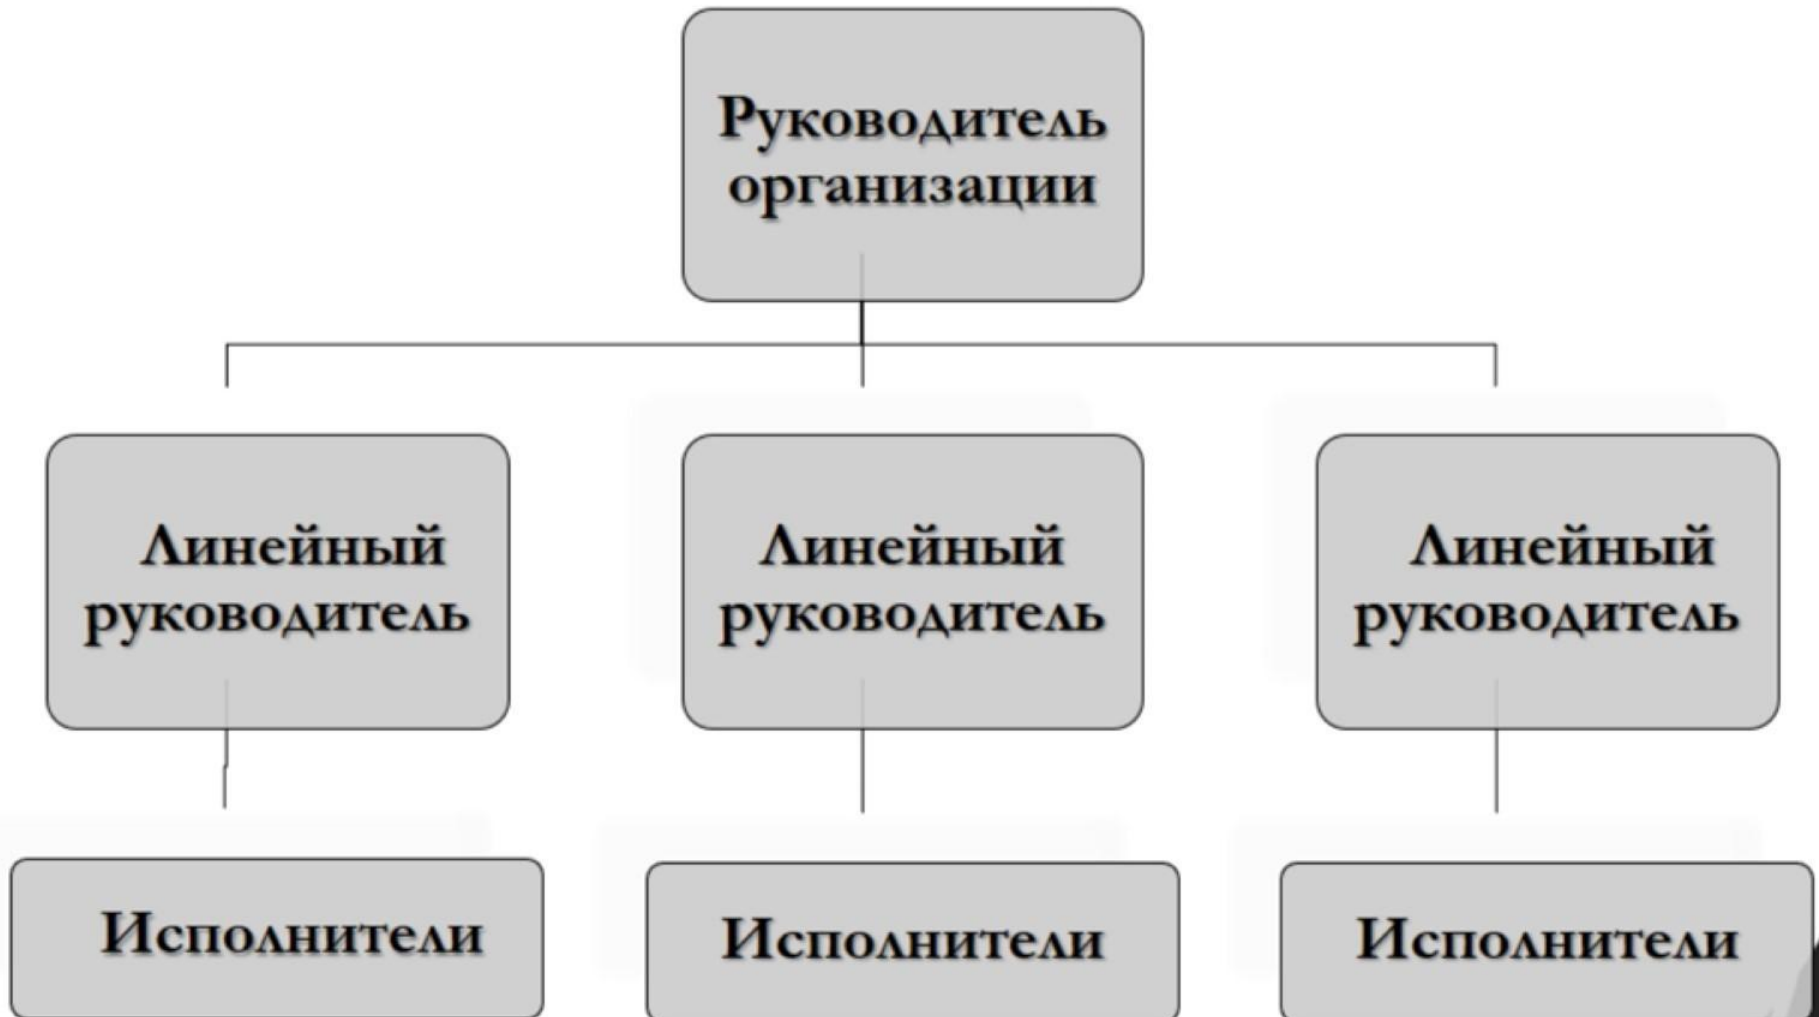 Руководитель
организации
Линейный
руководитель
Линейный
руководитель
Линейный
руководитель
Исполнители
Исполнители
Исполнители